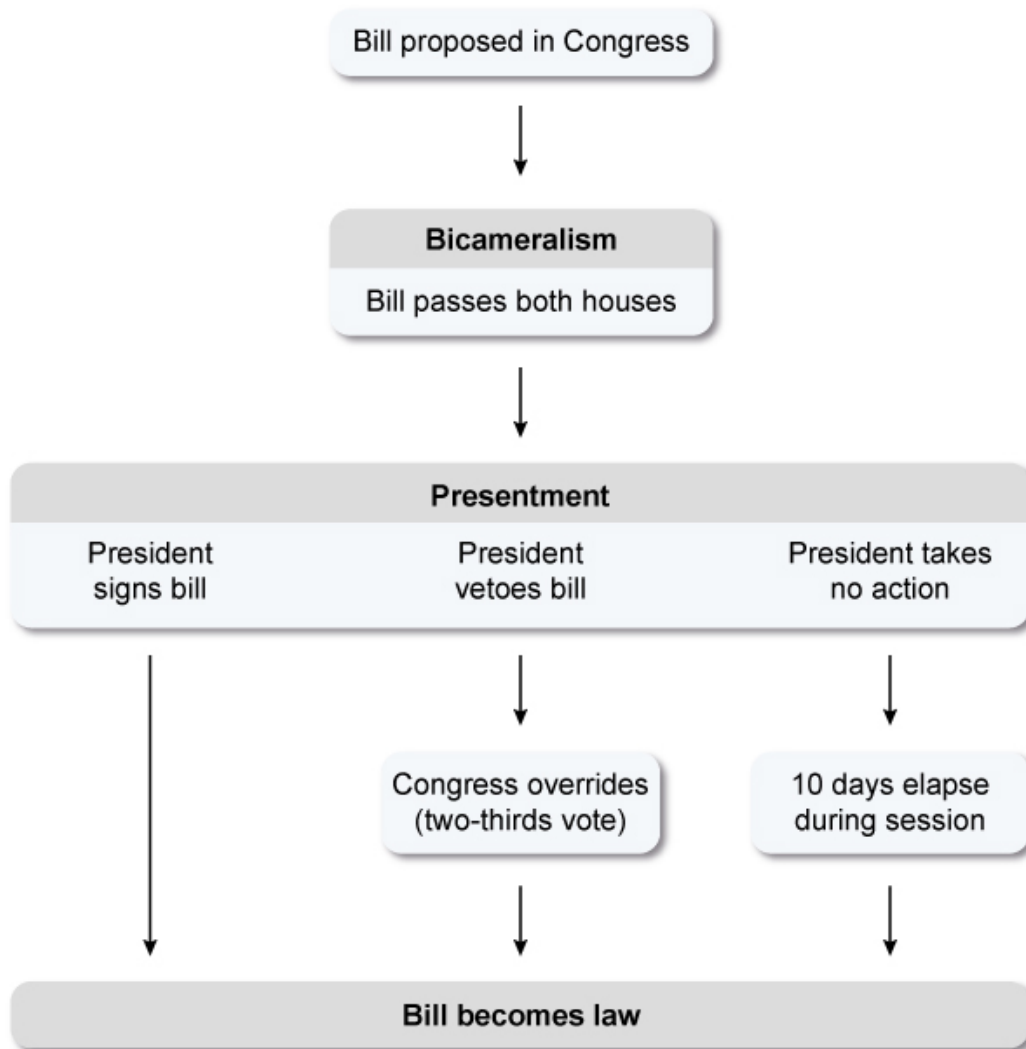 Bill proposed in Congress
Bicameralism
Bill passes both houses
Presentment
President
signs bill
President
vetoes bill
President takes
no action
Congress overrides
(two-thirds vote)
10 days elapse
during session
Bill becomes law